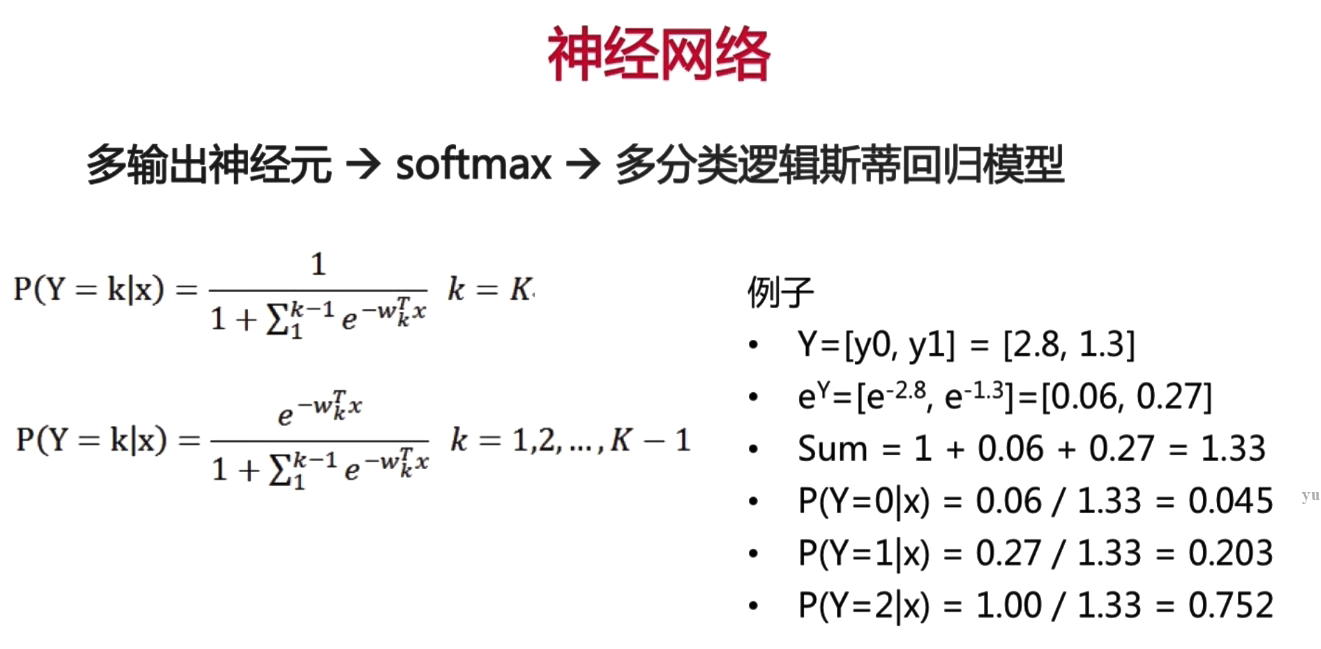 神经网络
多输出神经元 → softmax → 多分类逻辑斯蒂回归模型
P(Y = k|x) = \frac{1}{1 + \sum_{1}^{k-1} e^{-w_k^T x}} k = K.
P(Y = k|x) = \frac{e^{-w_k^T x}}{1 + \sum_{1}^{k-1} e^{-w_k^T x}} k = 1,2, ... , K − 1
例子
• Y=[y0, y1] = [2.8, 1.3]
• e^Y=[e^{-2.8}, e^{-1.3}]=[0.06, 0.27]
• Sum = 1 + 0.06 + 0.27 = 1.33
• P(Y=0|x) = 0.06 / 1.33 = 0.045
• P(Y=1|x) = 0.27 / 1.33 = 0.203
• P(Y=2|x) = 1.00 / 1.33 = 0.752
yu